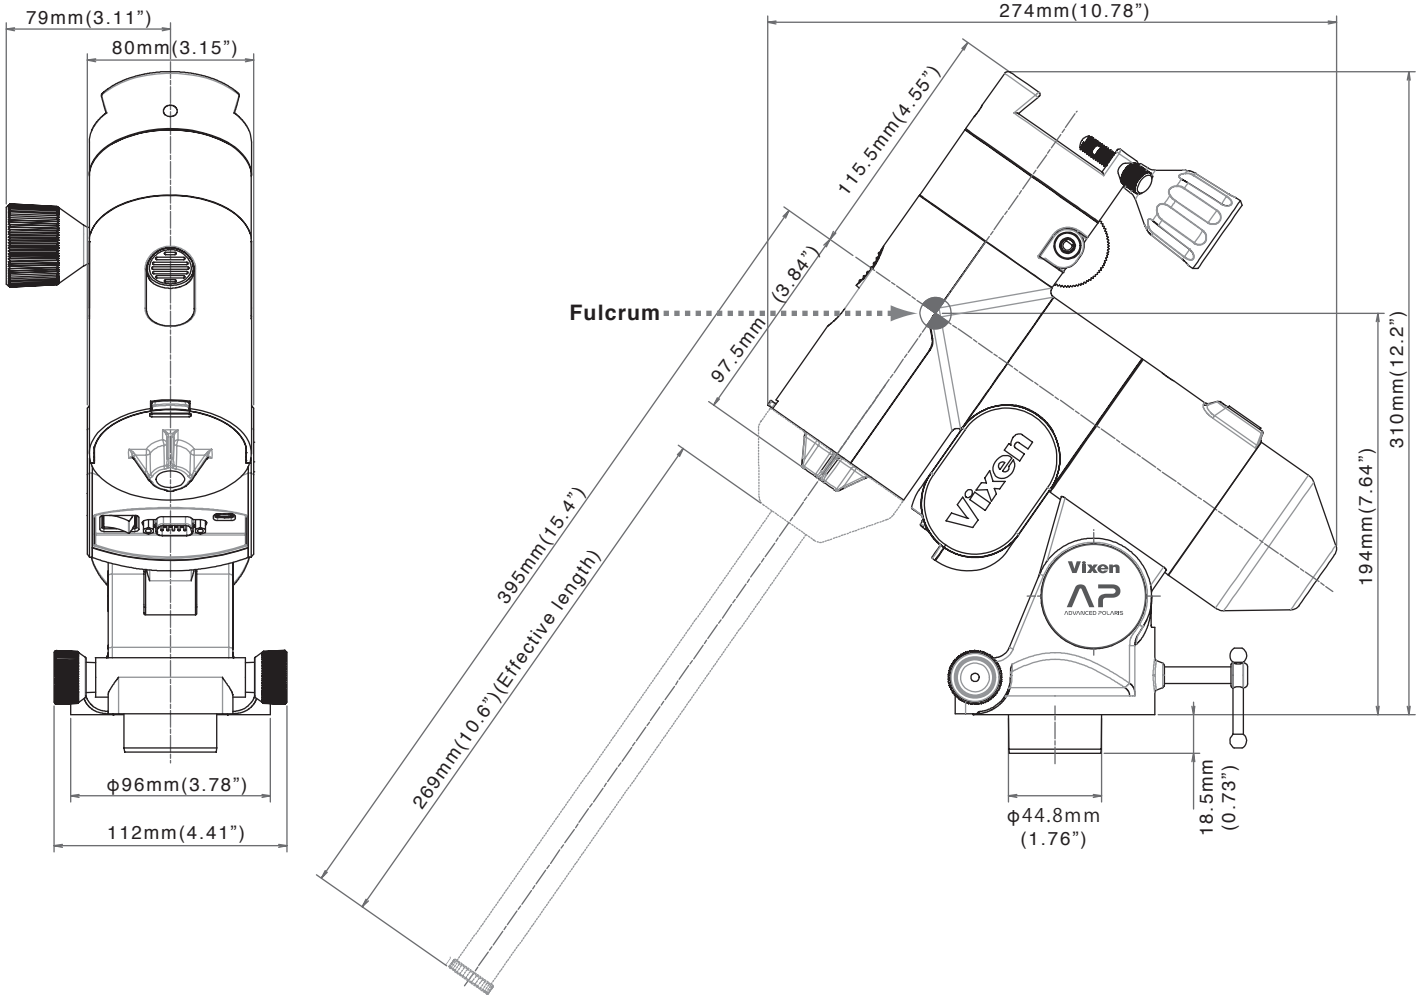 79mm(3.11”)
80mm(3.15”)
274mm(10.78”)
115.5mm(4.55”)
97.5mm (3.84”)
Fulcrum
310mm(12.2”)
194mm(7.64”)
Vixen
395mm(15.4”)
269mm(10.6”)(Effective length)
Vixen
AP
ADVANCED POLARIS
φ96mm(3.78”)
112mm(4.41”)
φ44.8mm
(1.76”)
18.5mm
(0.73”)